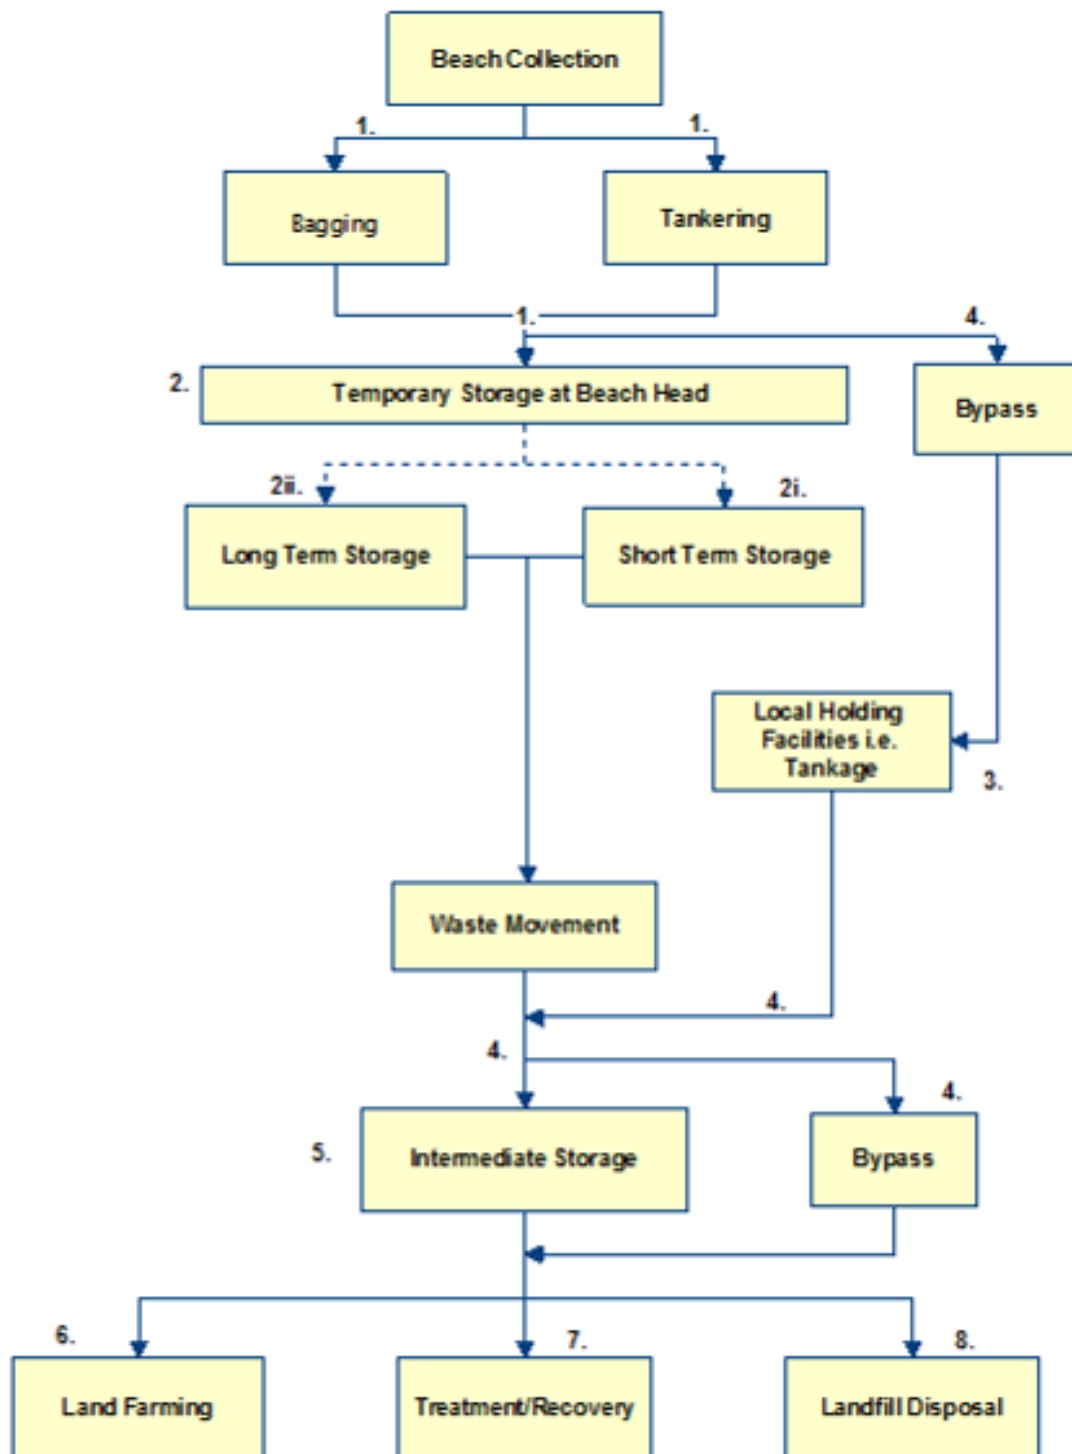 Beach Collection
1.
1.
Bagging
Tankering
1.
4.
2.
Temporary Storage at Beach Head
Bypass
2ii.
2i.
Long Term Storage
Short Term Storage
Local Holding
Facilities i.e.
Tankage
3.
Waste Movement
4.
4.
4.
5.
Intermediate Storage
Bypass
6.
7.
8.
Land Farming
Treatment/Recovery
Landfill Disposal